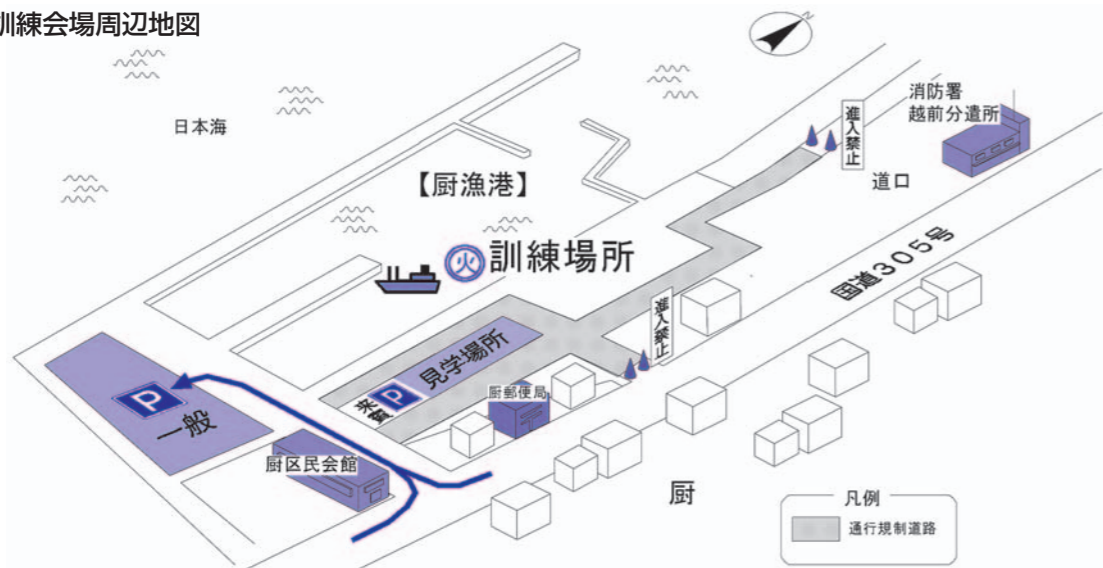 訓練会場周辺地図
N
日本海
【厨漁港】
進入禁止
消防署
越前分遣所
道口
火
訓練場所
国道305号
進入禁止
見学場所
P
来賓
厨郵便局
P
一般
厨区民会館
厨
凡例
通行規制道路